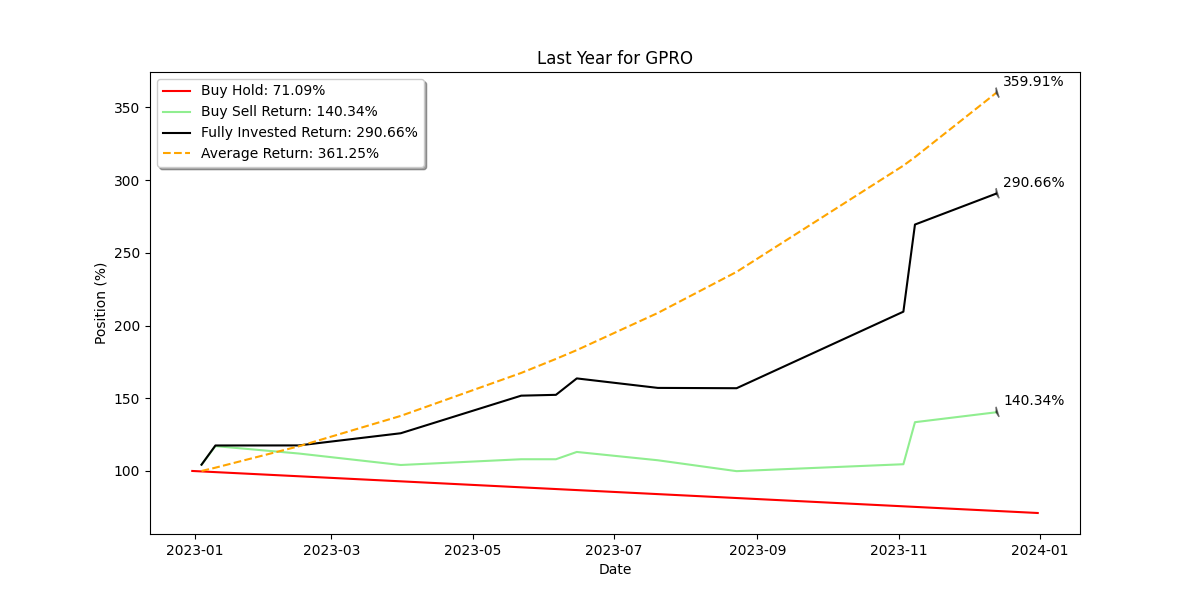 Last Year for GPRO
Buy Hold: 71.09%
Buy Sell Return: 140.34%
Fully Invested Return: 290.66%
Average Return: 361.25%
359.91%
290.66%
140.34%
Position (%)
350
300
250
200
150
100
2023-01
2023-03
2023-05
2023-07
2023-09
2023-11
2024-01
Date